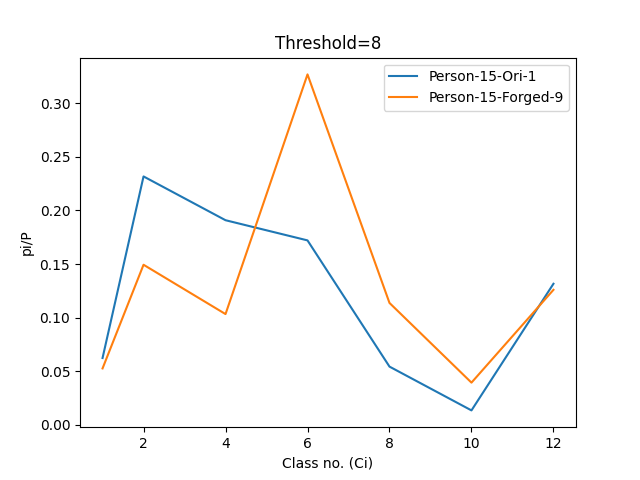 Threshold=8
Person-15-Ori-1
Person-15-Forged-9
pi/P
0.30
0.25
0.20
0.15
0.10
0.05
0.00
2 4 6 8 10 12
Class no. (Ci)